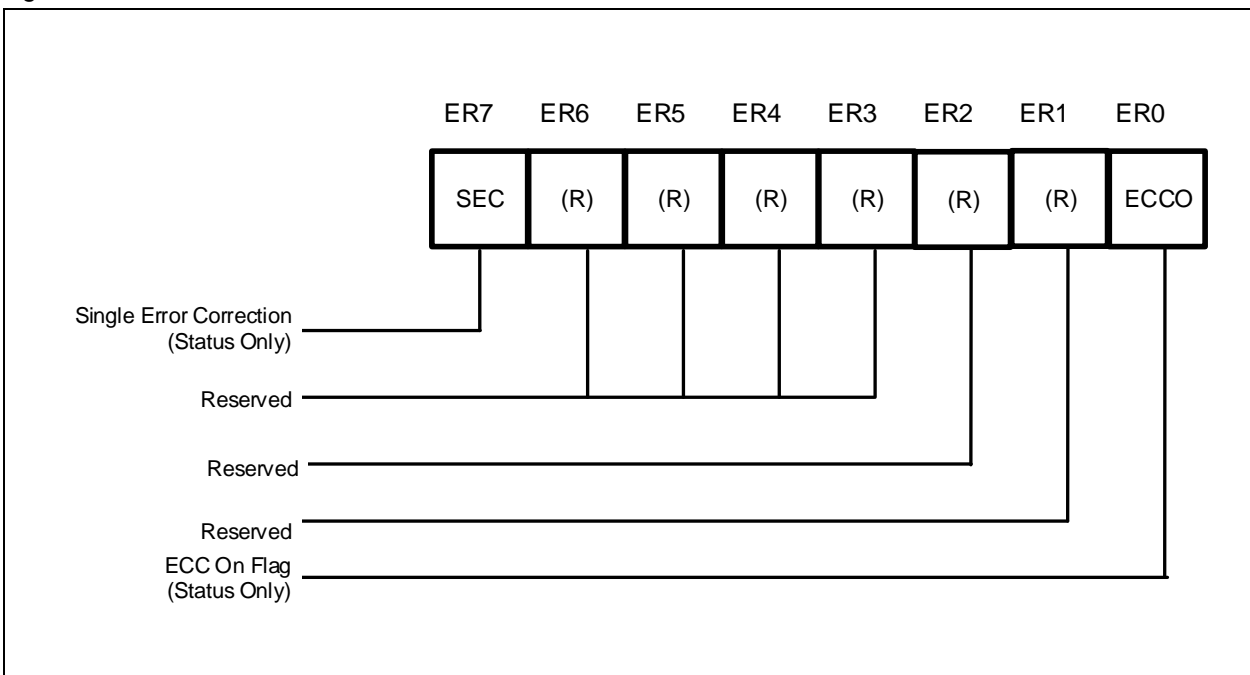 ER7 ER6 ER5 ER4 ER3 ER2 ER1 ER0
SEC (R) (R) (R) (R) (R) (R) ECCO
Single Error Correction
(Status Only)
Reserved
Reserved
Reserved
ECC On Flag
(Status Only)